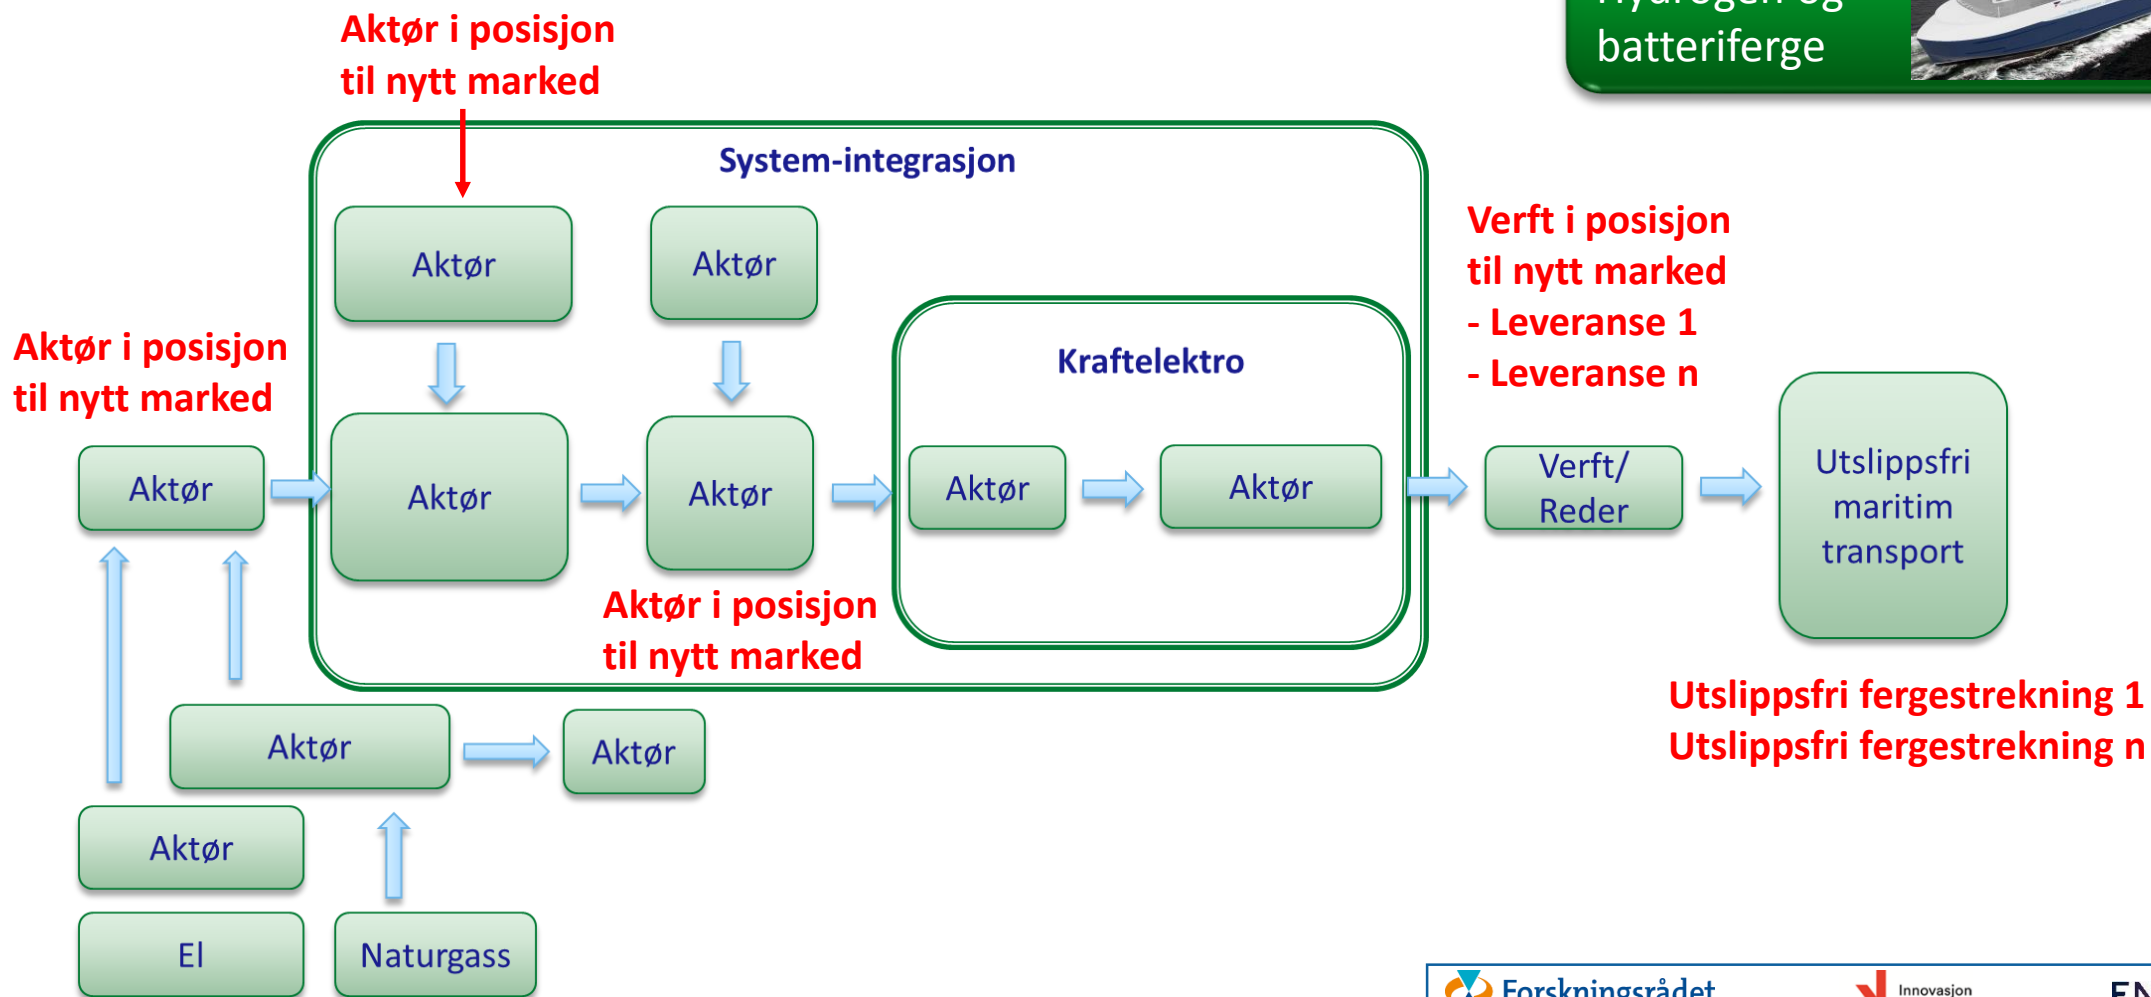 Aktør i posisjon
til nytt marked
Hydrogen og
batteriferge
System-integrasjon
Aktør
Aktør
Verft i posisjon
til nytt marked
- Leveranse 1
- Leveranse n
Aktør i posisjon
til nytt marked
Kraftelektro
Aktør
Aktør
Aktør
Aktør
Aktør
Verft/
Reder
Utslippsfri
maritim
transport
Aktør i posisjon
til nytt marked
Utslippsfri fergestrekning 1
Utslippsfri fergestrekning n
Aktør
Aktør
Aktør
El
Naturgass
Forskningsrådet
Innovasjon